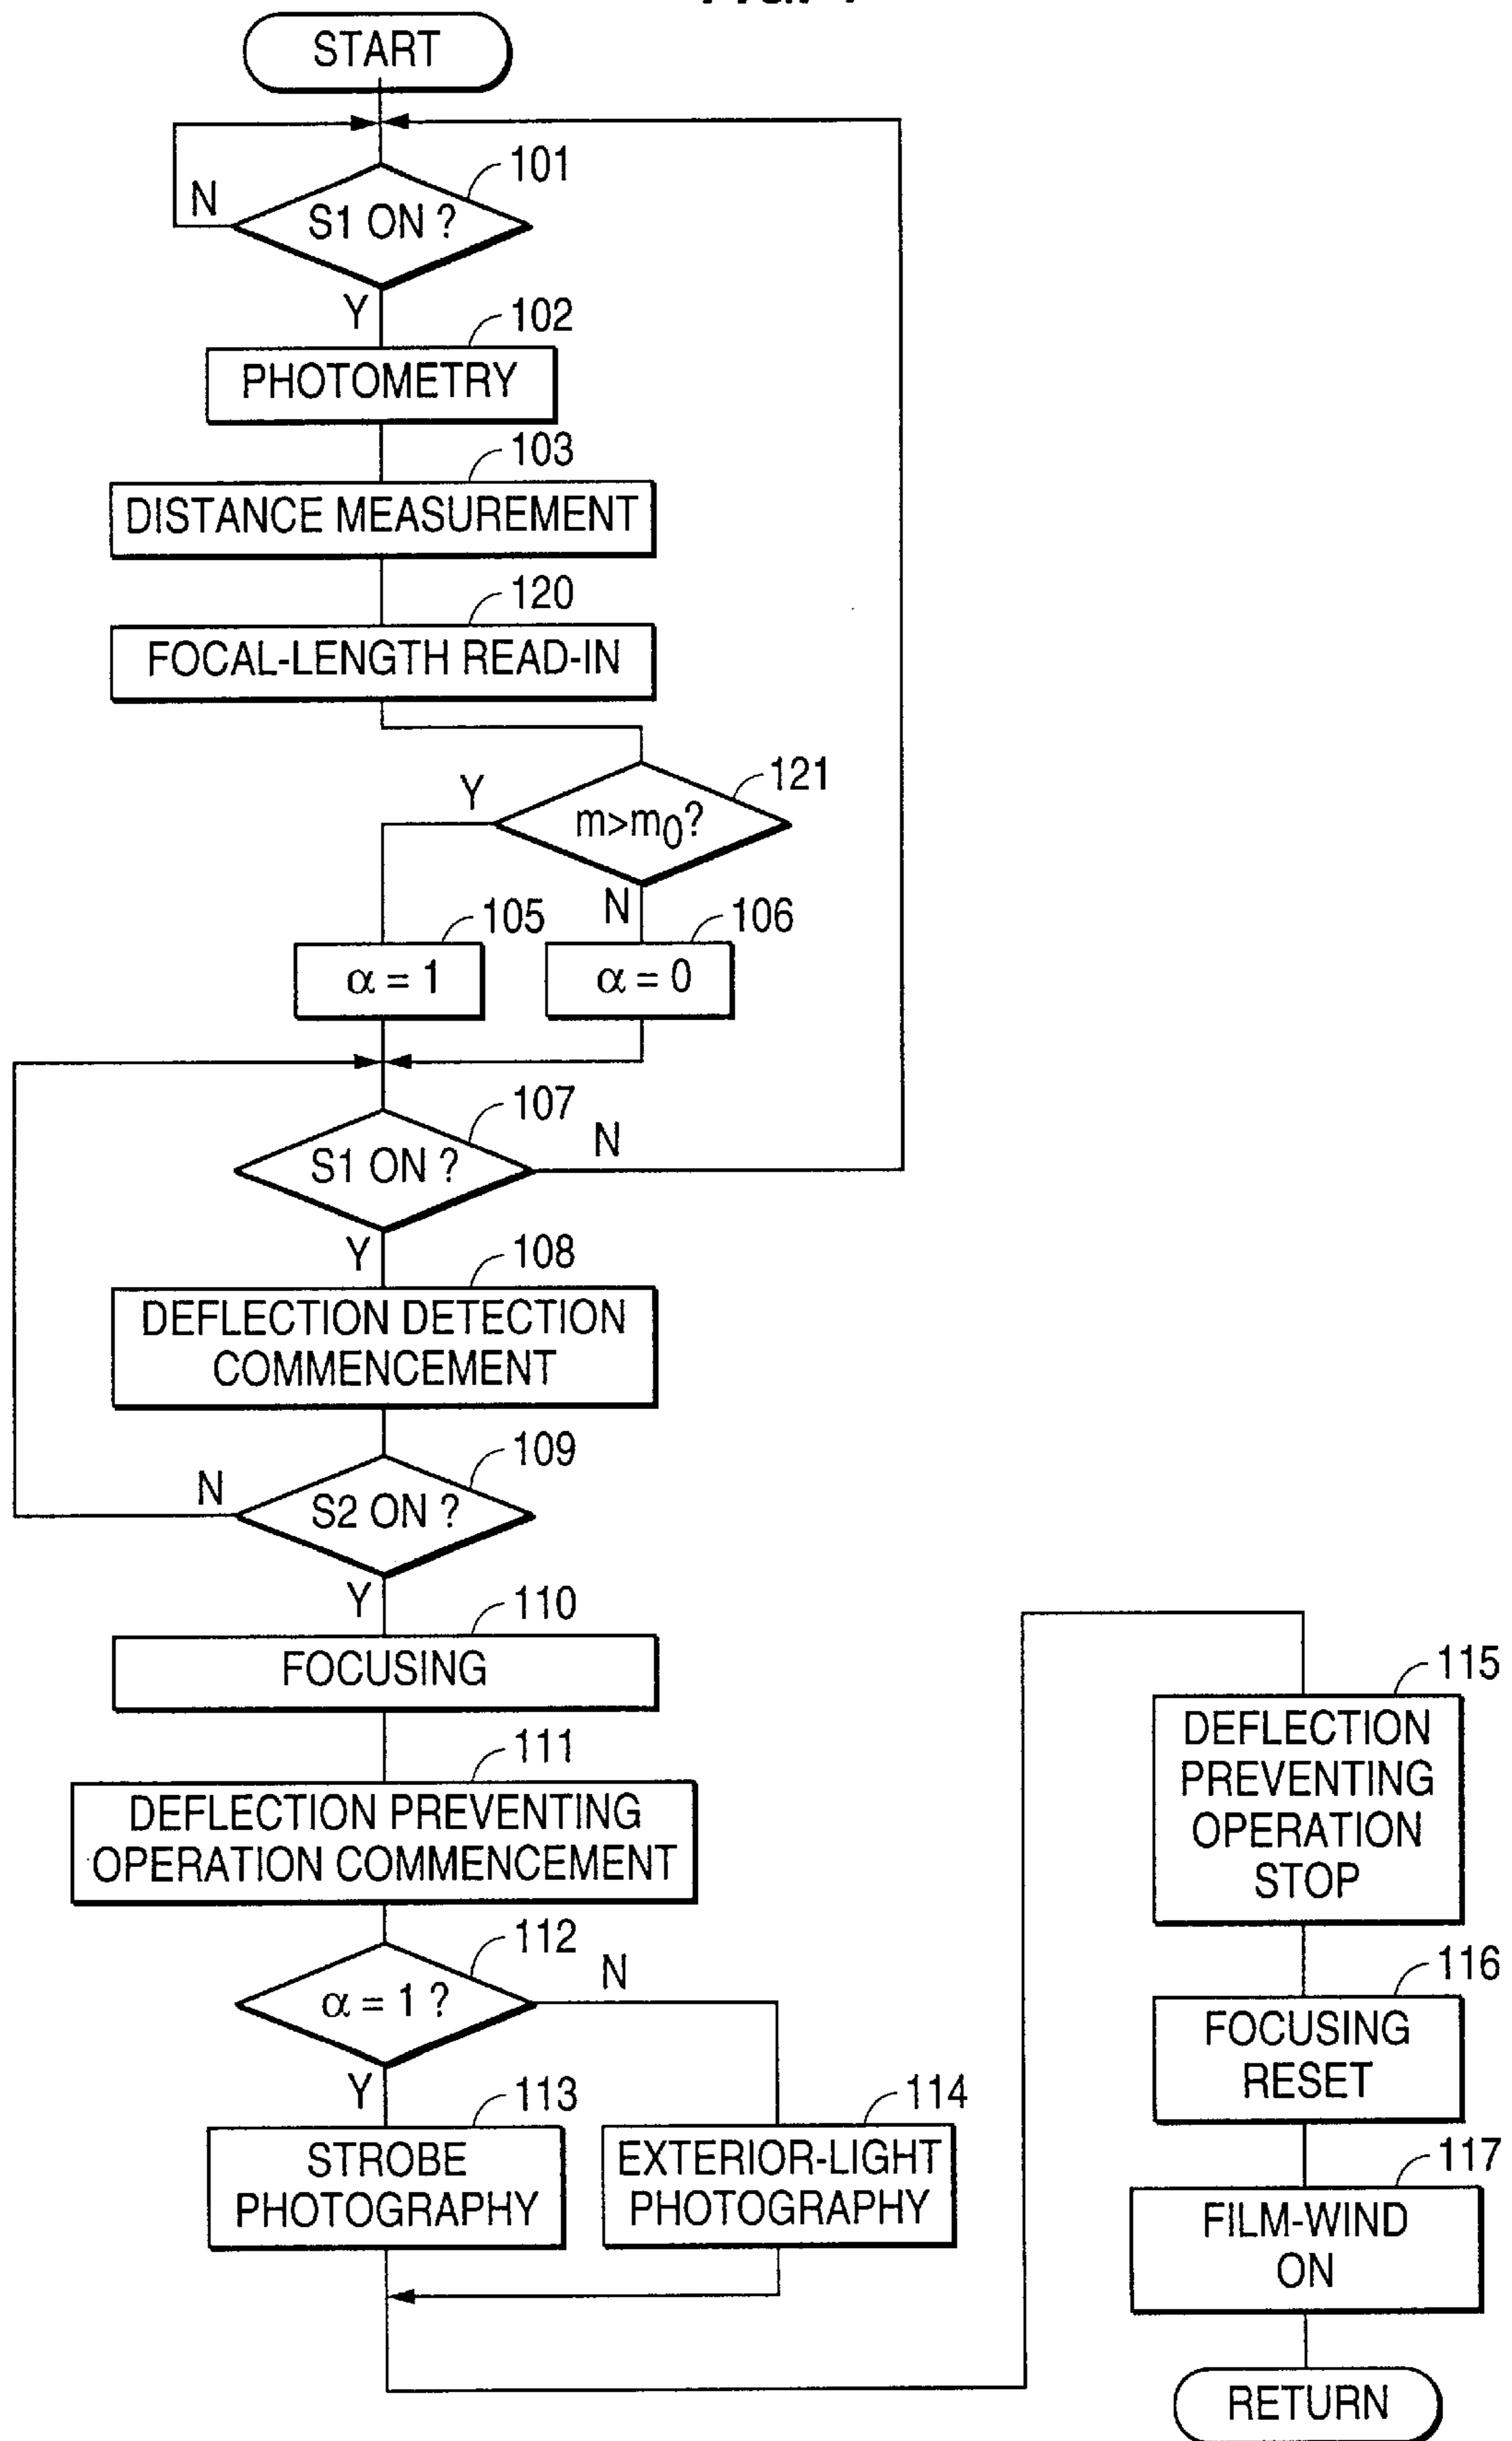 START
101
N
S1 ON ?
Y
102
PHOTOMETRY
103
DISTANCE MEASUREMENT
120
FOCAL-LENGTH READ-IN
121
Y
m>m0?
N
105
106
α = 1
α = 0
107
S1 ON ?
N
Y
108
DEFLECTION DETECTION
COMMENCEMENT
109
N
S2 ON ?
Y
110
FOCUSING
111
DEFLECTION PREVENTING
OPERATION COMMENCEMENT
112
α = 1 ?
N
Y
113
STROBE
PHOTOGRAPHY
114
EXTERIOR-LIGHT
PHOTOGRAPHY
115
DEFLECTION
PREVENTING
OPERATION
STOP
116
FOCUSING
RESET
117
FILM-WIND
ON
RETURN